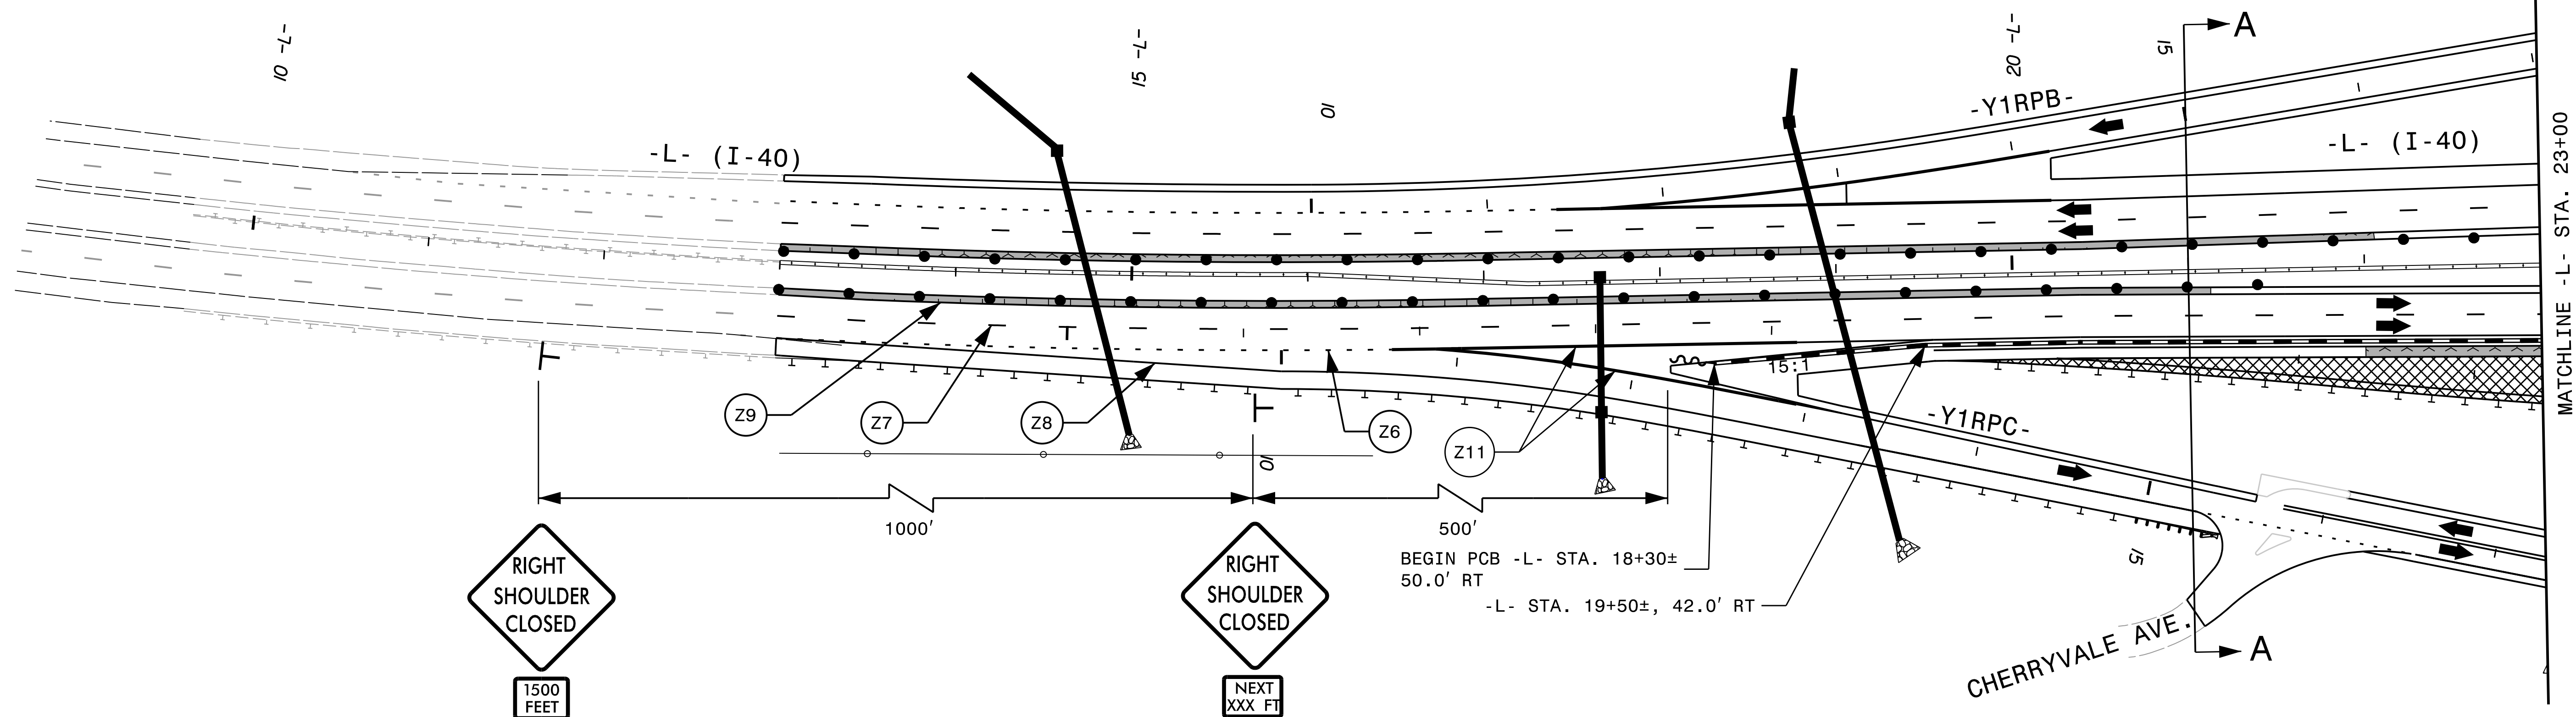 10 -L-
15 -L-
10
-L- 20
15
A
-Y1RPB-
-L- (I-40)
-L- (I-40)
MATCHLINE -L- STA. 23+00
15:1
Z9
Z7
Z8
Z6
Z11
-Y1RPC-
10
1000'
500'
BEGIN PCB -L- STA. 18+30±
50.0' RT
-L- STA. 19+50±, 42.0' RT
15
RIGHT
SHOULDER
CLOSED
1500
FEET
RIGHT
SHOULDER
CLOSED
NEXT
XXX FT
CHERRYVALE AVE.
A